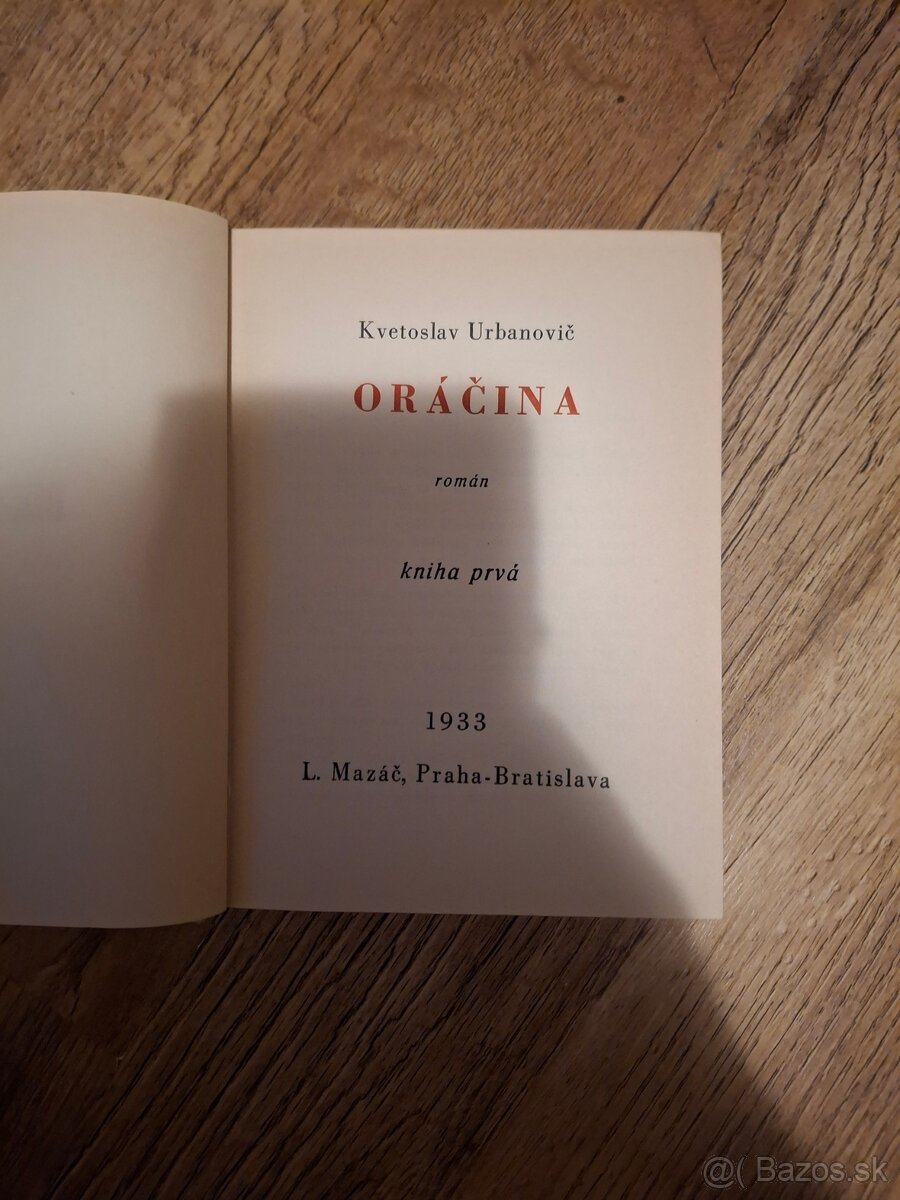 Kvetoslav Urbanovič
ORÁČINA
román
kniha prvá
1933
L. Mazáč, Praha-Bratislava
@( Bazos.sk